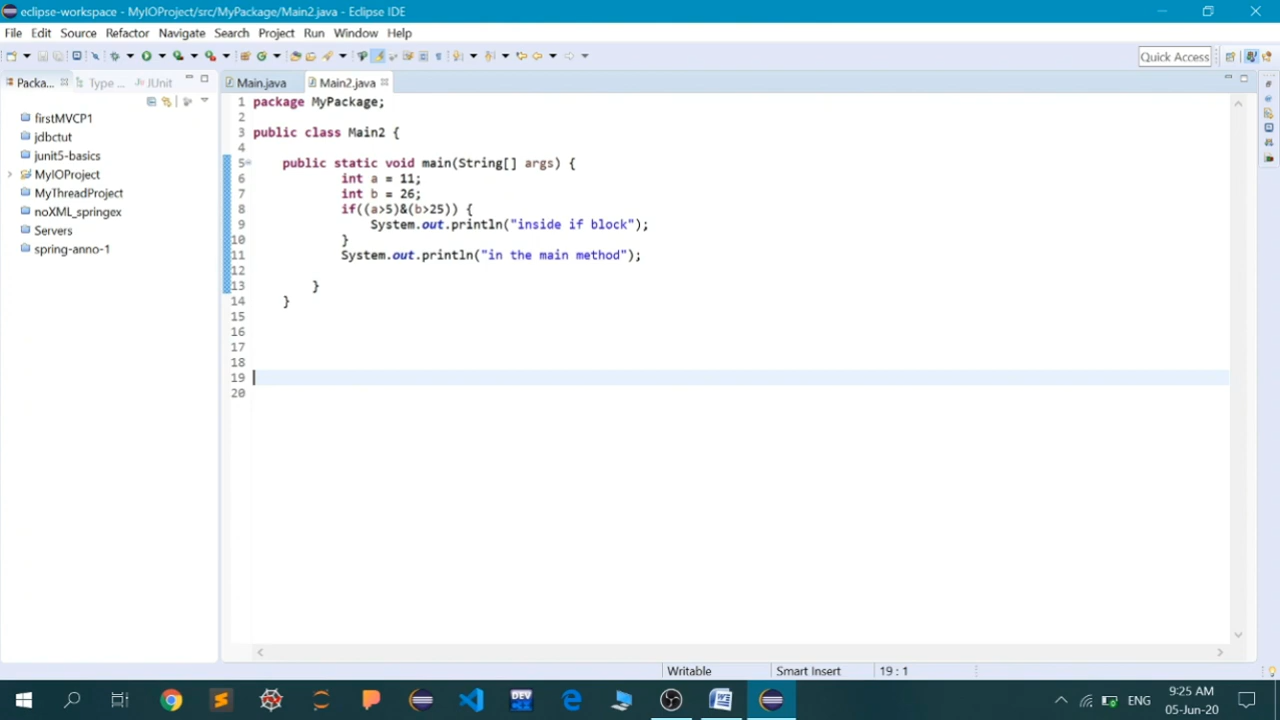 eclipse-workspace - MyIOProject/src/MyPackage/Main2.java - Eclipse IDE
File Edit Source Refactor Navigate Search Project Run Window Help
Quick Access
Packa... Type ... JUnit
firstMVCP1
jdbctut
junit5-basics
MyIOProject
MyThreadProject
noXML_springex
Servers
spring-anno-1
Main.java Main2.java
1 package MyPackage;
2
3 public class Main2 {
4
5 public static void main(String[] args) {
6 int a = 11;
7 int b = 26;
8 if((a>5)&(b>25)) {
9 System.out.println("inside if block");
10 }
11 System.out.println("in the main method");
12
13 }
14 }
15
16
17
18
19
20
Writable Smart Insert 19 : 1
DEV
ENG
9:25 AM
05-Jun-20